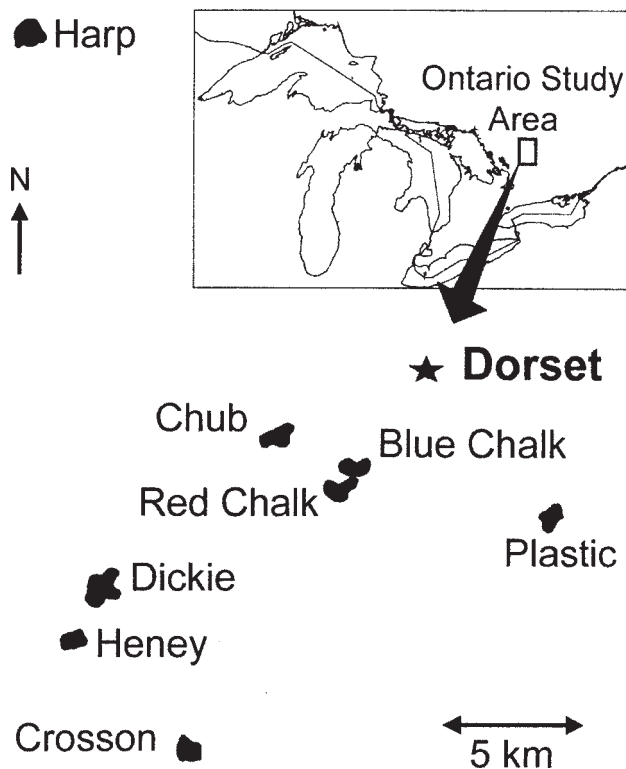 Harp
Ontario Study
Area
N
Dorset
Chub
Blue Chalk
Red Chalk
Plastic
Dickie
Heney
Crosson
5 km